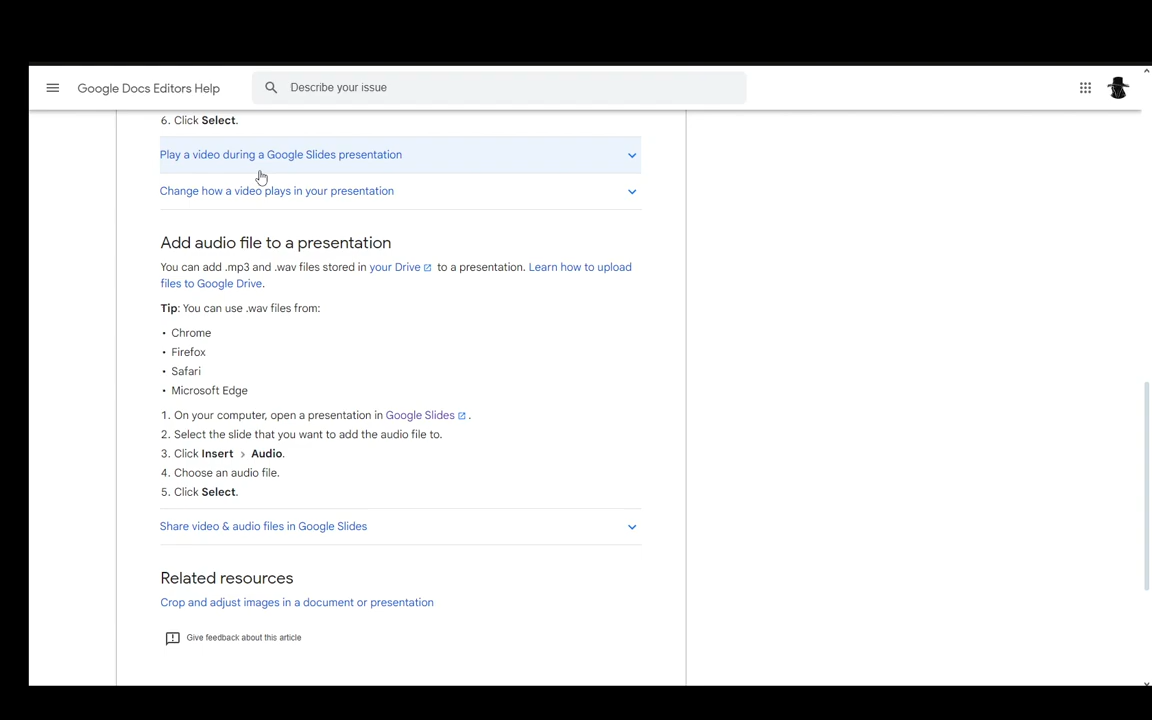 Google Docs Editors Help
Describe your issue
6. Click Select.
Play a video during a Google Slides presentation
Change how a video plays in your presentation
Add audio file to a presentation
You can add .mp3 and .wav files stored in your Drive to a presentation. Learn how to upload
files to Google Drive.
Tip: You can use .wav files from:
• Chrome
• Firefox
• Safari
• Microsoft Edge
1. On your computer, open a presentation in Google Slides .
2. Select the slide that you want to add the audio file to.
3. Click Insert > Audio.
4. Choose an audio file.
5. Click Select.
Share video & audio files in Google Slides
Related resources
Crop and adjust images in a document or presentation
Give feedback about this article